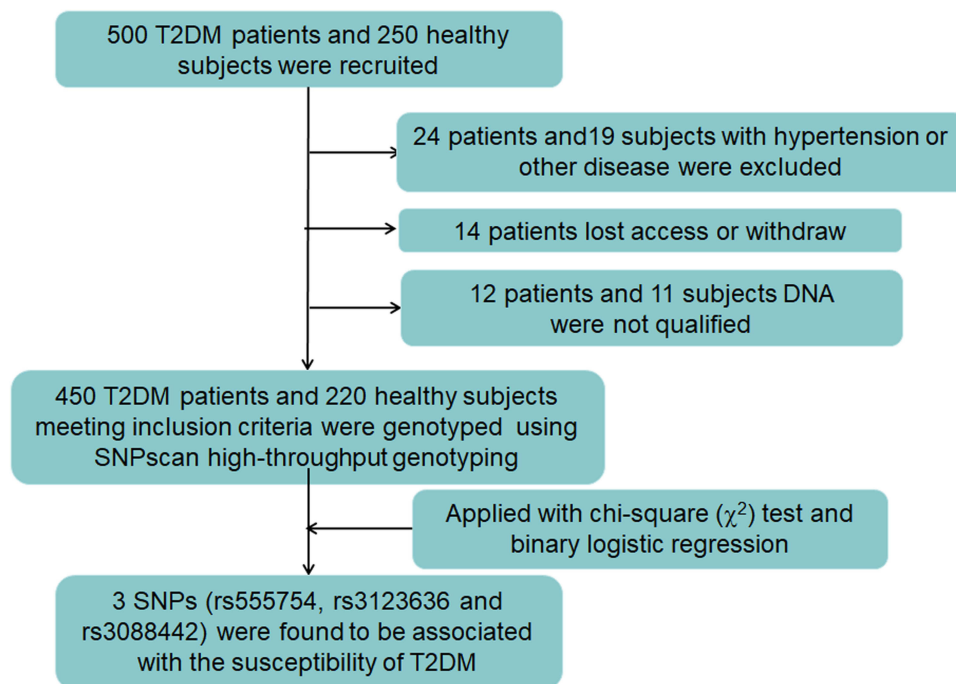 500 T2DM patients and 250 healthy
subjects were recruited
24 patients and19 subjects with hypertension or
other disease were excluded
14 patients lost access or withdraw
12 patients and 11 subjects DNA
were not qualified
450 T2DM patients and 220 healthy subjects
meeting inclusion criteria were genotyped using
SNPscan high-throughput genotyping
Applied with chi-square (χ²) test and
binary logistic regression
3 SNPs (rs555754, rs3123636 and
rs3088442) were found to be associated
with the susceptibility of T2DM